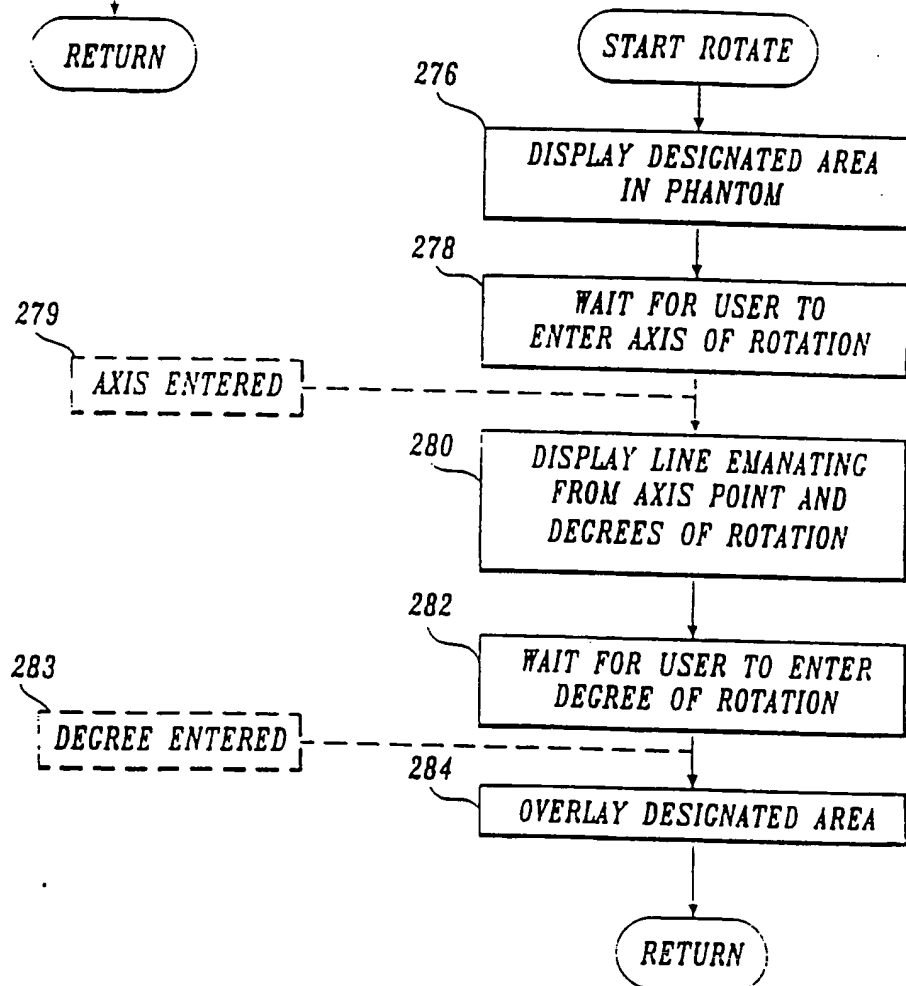 RETURN
START ROTATE
276
DISPLAY DESIGNATED AREA
IN PHANTOM
278
WAIT FOR USER TO
ENTER AXIS OF ROTATION
279
AXIS ENTERED
280
DISPLAY LINE EMANATING
FROM AXIS POINT AND
DEGREES OF ROTATION
282
WAIT FOR USER TO ENTER
DEGREE OF ROTATION
283
DEGREE ENTERED
284
OVERLAY DESIGNATED AREA
RETURN